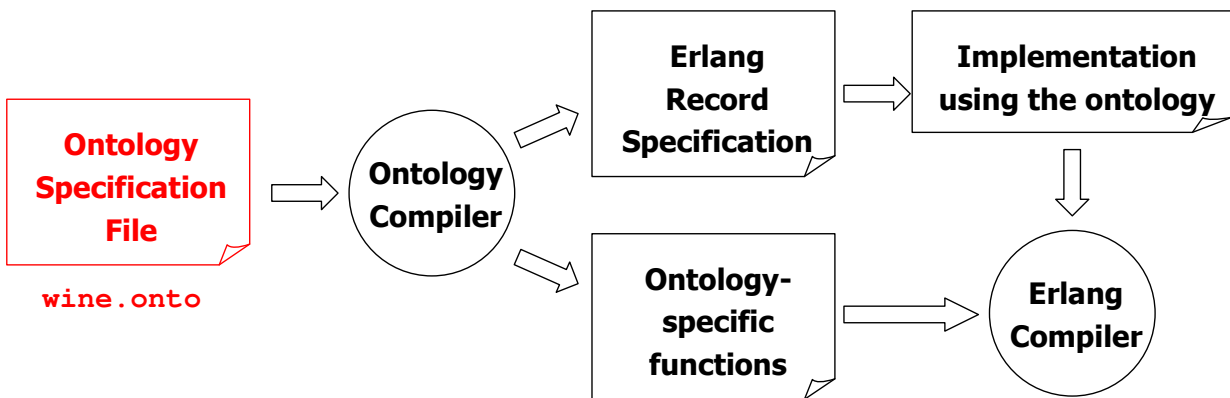 Ontology
Specification
File
wine.onto
Ontology
Compiler
Erlang
Record
Specification
Ontology-
specific
functions
Implementation
using the ontology
Erlang
Compiler